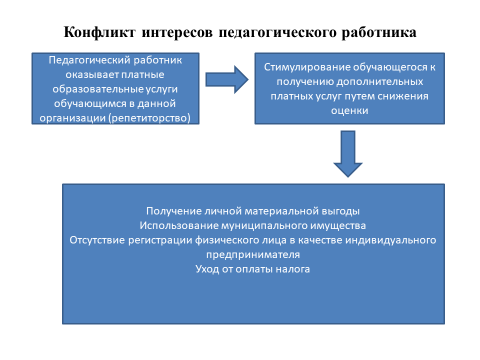 Конфликт интересов педагогического работника
Педагогический работник
оказывает платные
образовательные услуги
обучающимся в данной
организации (репетиторство)
Стимулирование обучающегося к
получению дополнительных
платных услуг путем снижения
оценки
Получение личной материальной выгоды
Использование муниципального имущества
Отсутствие регистрации физического лица в качестве индивидуального
предпринимателя
Уход от оплаты налога